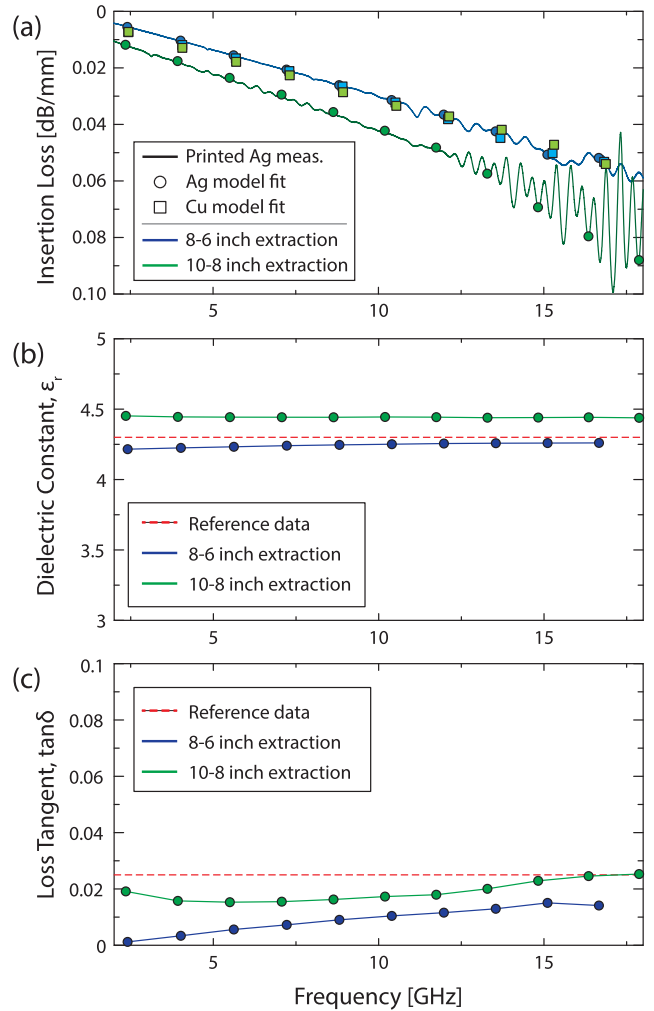 (a)
Insertion Loss [dB/mm]
0
0.02
0.04
0.06
0.08
0.10
Printed Ag meas.
Ag model fit
Cu model fit
8-6 inch extraction
10-8 inch extraction
5
10
15
(b)
Dielectric Constant, εr
5
4.5
4
3.5
3
Reference data
8-6 inch extraction
10-8 inch extraction
5
10
15
(c)
Loss Tangent, tanδ
0.1
0.08
0.06
0.04
0.02
0
Reference data
8-6 inch extraction
10-8 inch extraction
5
10
15
Frequency [GHz]